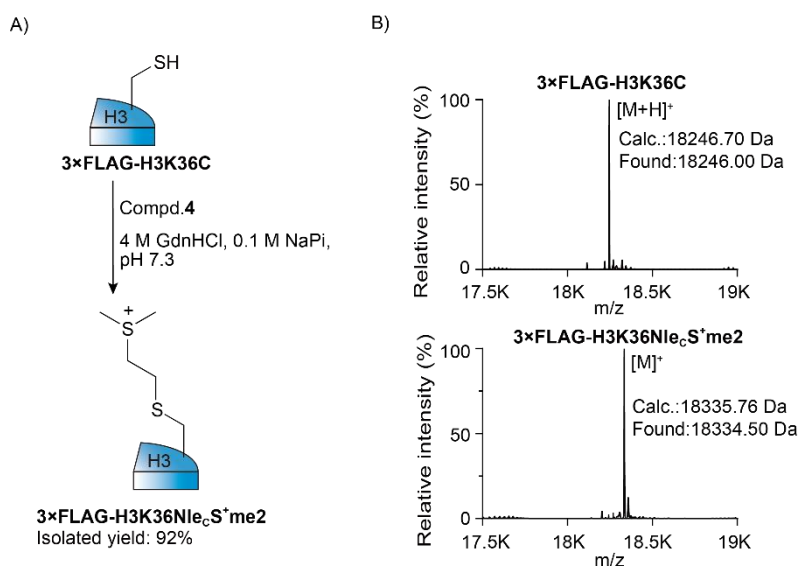 A)
SH
H3
3×FLAG-H3K36C
Compd.4
4 M GdnHCl, 0.1 M NaPi,
pH 7.3
+
S
S
H3
3×FLAG-H3K36NlecS⁺me2
Isolated yield: 92%
B)
3×FLAG-H3K36C
Relative intensity (%)
100
50
0
[M+H]⁺
Calc.:18246.70 Da
Found:18246.00 Da
17.5K 18K 18.5K 19K
m/z
3×FLAG-H3K36NlecS⁺me2
Relative intensity (%)
100
50
0
[M]⁺
Calc.:18335.76 Da
Found:18334.50 Da
17.5K 18K 18.5K 19K
m/z